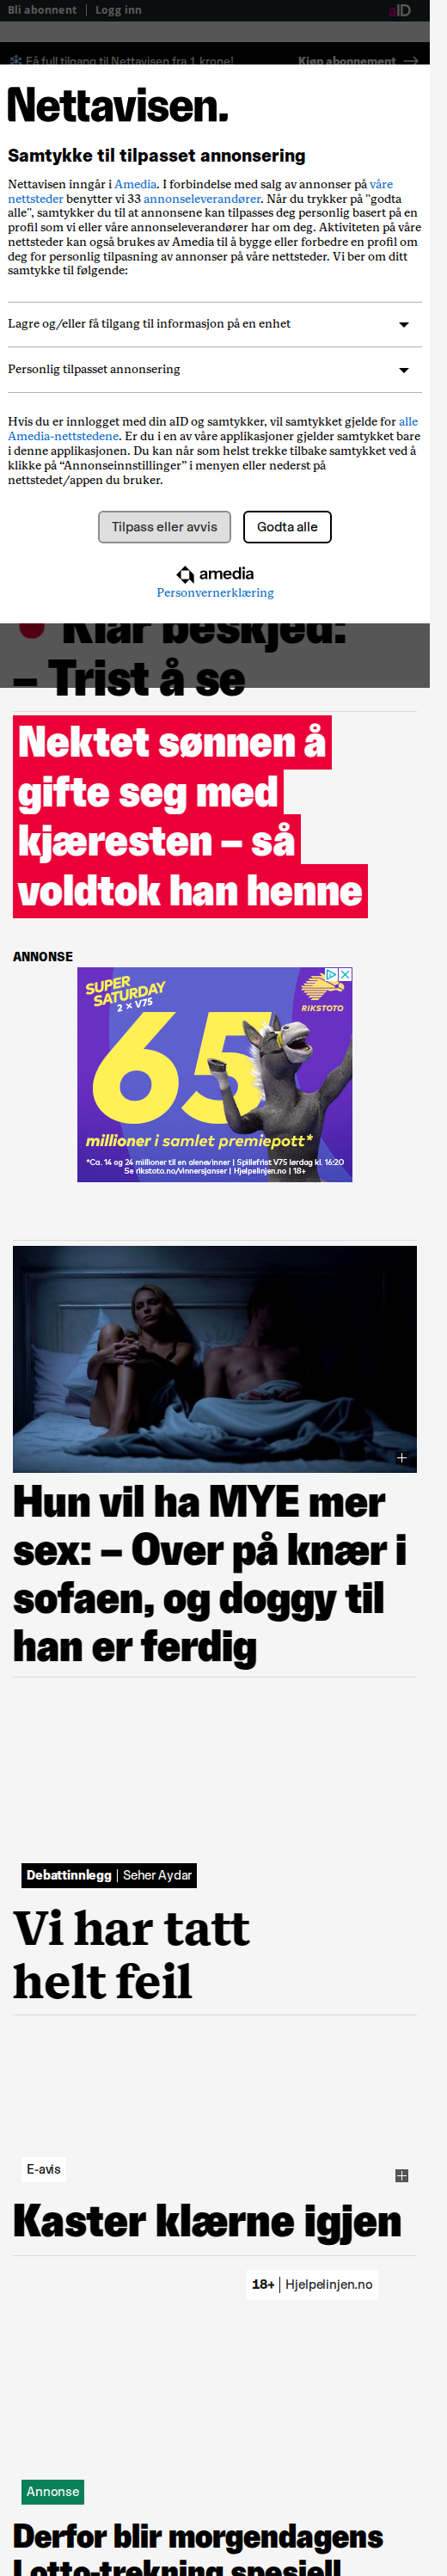 Bli abonnent | Logg inn
aID
Få full tilgang til Nettavisen fra 1 krone!
Kjøp abonnement
Nettavisen.
Samtykke til tilpasset annonsering
Nettavisen inngår i Amedia. I forbindelse med salg av annonser på våre
nettsteder benytter vi 33 annonseleverandører. Når du trykker på "godta
alle", samtykker du til at annonsene kan tilpasses deg personlig basert på en
profil som vi eller våre annonseleverandører har om deg. Aktiviteten på våre
nettsteder kan også brukes av Amedia til å bygge eller forbedre en profil om
deg for personlig tilpasning av annonser på våre nettsteder. Vi ber om ditt
samtykke til følgende:
Lagre og/eller få tilgang til informasjon på en enhet
Personlig tilpasset annonsering
Hvis du er innlogget med din aID og samtykker, vil samtykket gjelde for alle
Amedia-nettstedene. Er du i en av våre applikasjoner gjelder samtykket bare
i denne applikasjonen. Du kan når som helst trekke tilbake samtykket ved å
klikke på “Annonseinnstillinger” i menyen eller nederst på
nettstedet/appen du bruker.
Tilpass eller avvis
Godta alle
amedia
Personvernerklæring
Klar beskjed:
– Trist å se
Nektet sønnen å
gifte seg med
kjæresten – så
voldtok han henne
ANNONSE
SUPER
SATURDAY
2 x V75
RIKSTOTO
65
millioner i samlet premiepott*
*Ca. 14 og 24 millioner til en alenevinner | Spillefrist V75 lørdag kl. 16:20
Se rikstoto.no/vinnersjanser | Hjelpelinjen.no | 18+
Hun vil ha MYE mer
sex: – Over på knær i
sofaen, og doggy til
han er ferdig
Debattinnlegg | Seher Aydar
Vi har tatt
helt feil
E-avis
Kaster klærne igjen
18+ | Hjelpelinjen.no
Annonse
Derfor blir morgendagens
Lotto-trekning spesiell